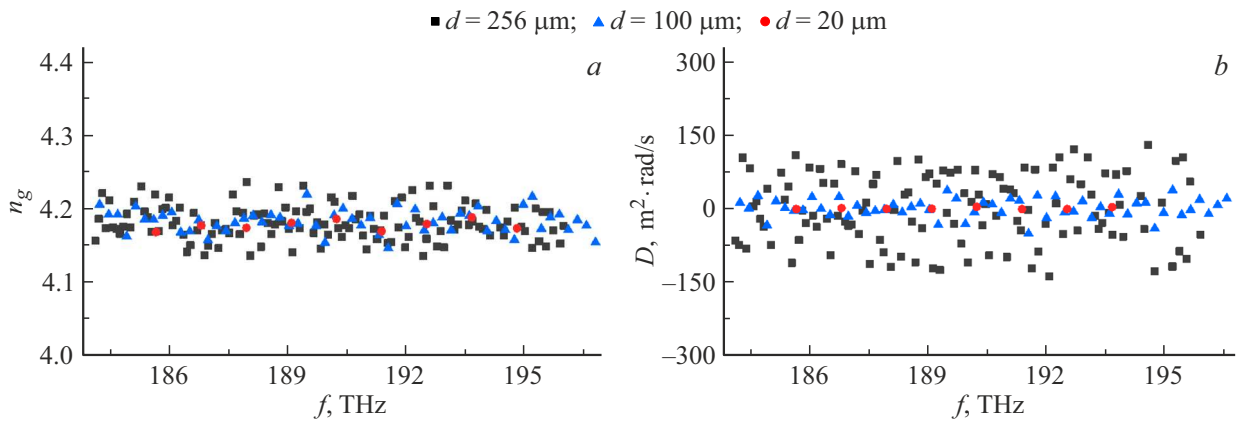 d = 256 μm; d = 100 μm; d = 20 μm
a
n_g
4.4
4.3
4.2
4.1
4.0
186 189 192 195
f, THz
b
D, m²· rad/s
300
150
0
–150
–300
186 189 192 195
f, THz